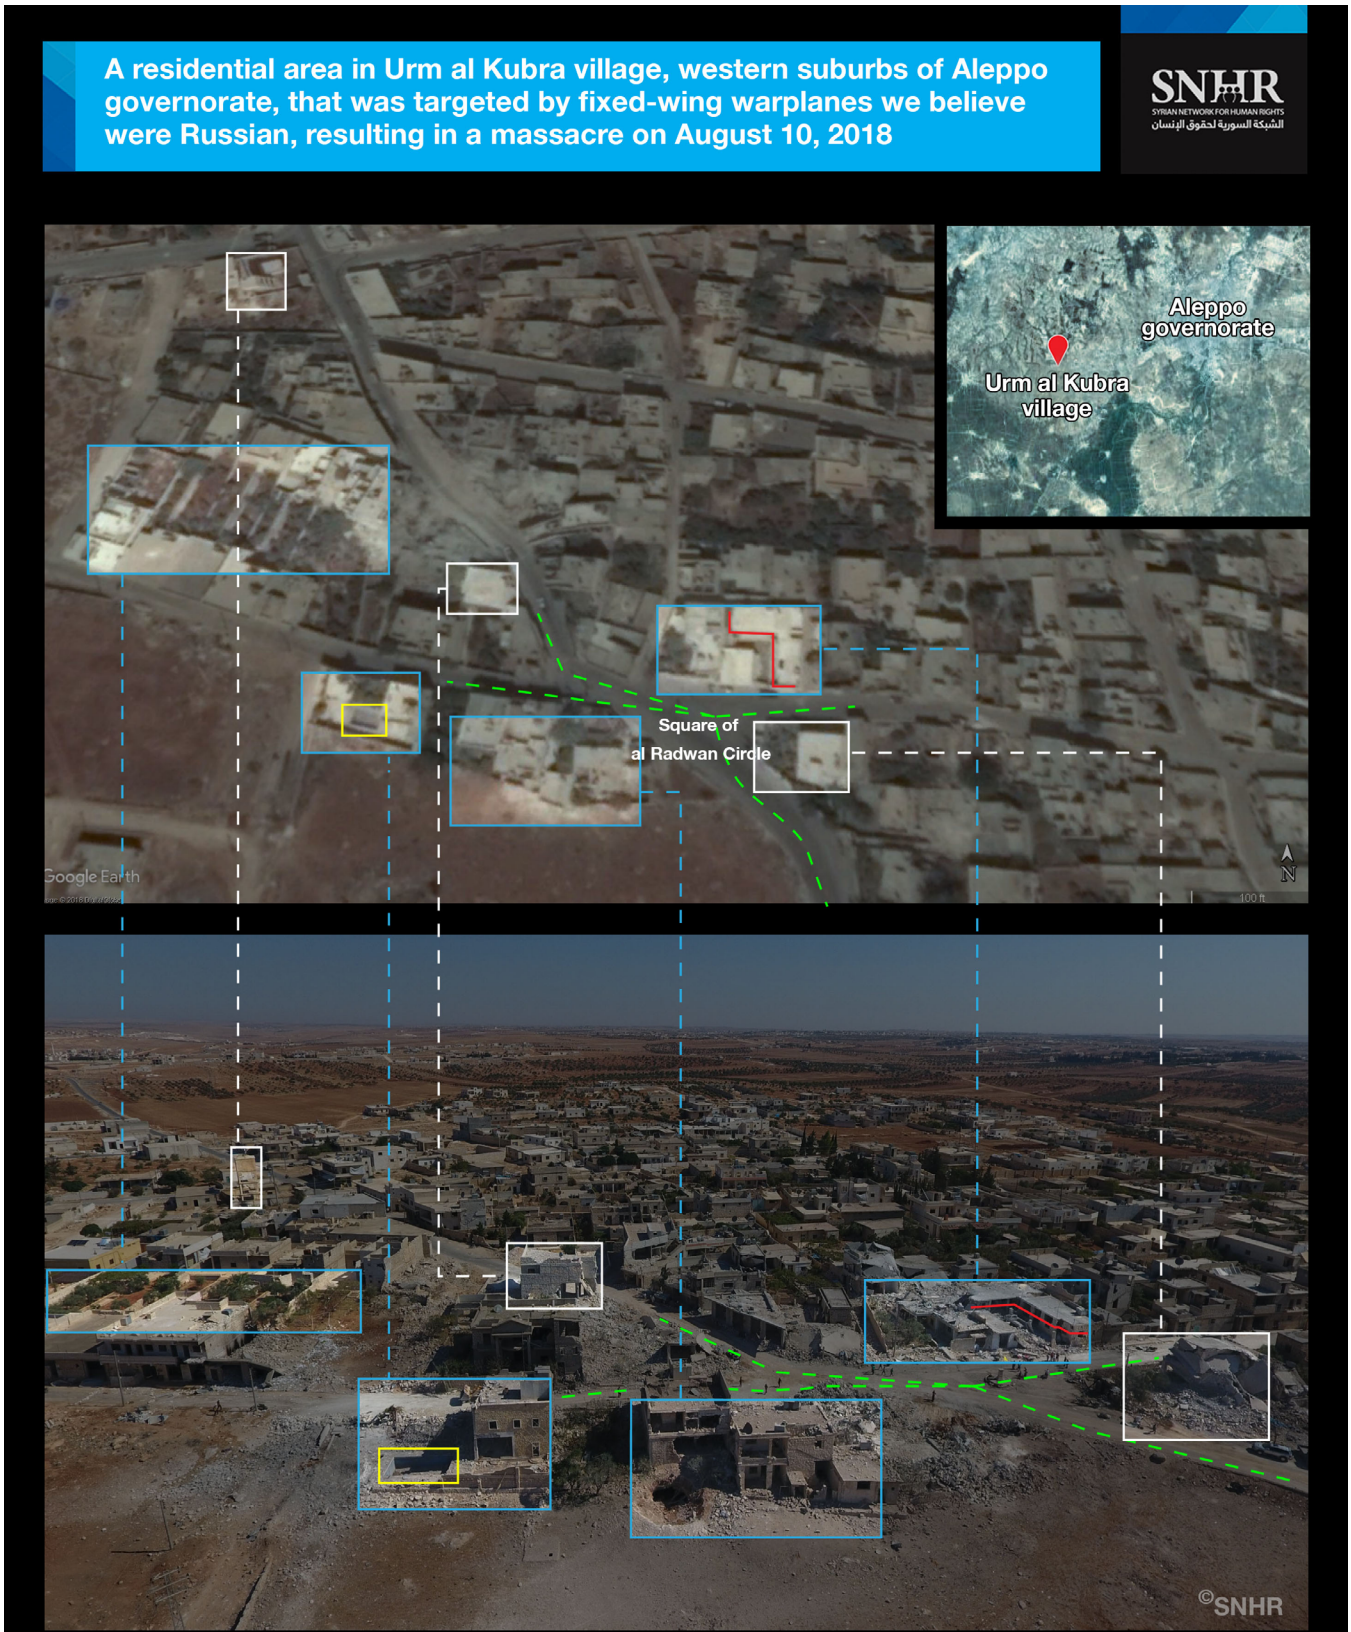 A residential area in Urm al Kubra village, western suburbs of Aleppo
governorate, that was targeted by fixed-wing warplanes we believe
were Russian, resulting in a massacre on August 10, 2018
SNHR
SYRIAN NETWORK FOR HUMAN RIGHTS
الشبكة السورية لحقوق الإنسان
Aleppo
governorate
Urm al Kubra
village
Square of
al Radwan Circle
Google Earth
© 2018
N
100 ft
©SNHR